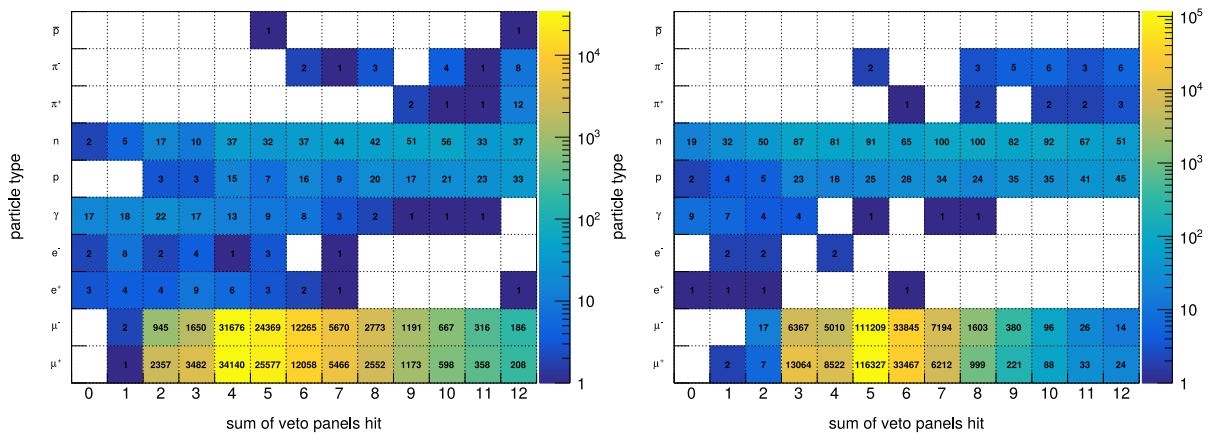 p̅ 1 1
π⁻ 2 1 3 4 1 8
π⁺ 2 1 1 12
n 2 5 17 10 37 32 37 44 42 51 56 33 37
p 3 3 15 7 16 9 20 17 21 23 33
γ 17 18 22 17 13 9 8 3 2 1 1 1
e⁻ 2 8 2 4 1 3 1
e⁺ 3 4 4 9 6 3 2 1 1
μ⁻ 2 945 1650 31676 24369 12265 5670 2773 1191 667 316 186
μ⁺ 1 2357 3482 34140 25577 12058 5466 2552 1173 598 358 208
0 1 2 3 4 5 6 7 8 9 10 11 12
sum of veto panels hit
particle type
10⁴
10³
10²
10
1
p̅
π⁻ 2 3 5 6 3 6
π⁺ 1 2 2 2 3
n 19 32 50 87 81 91 65 100 100 82 92 67 51
p 2 4 5 23 18 25 28 34 24 35 35 41 45
γ 9 7 4 4 1 1 1
e⁻ 2 2 2
e⁺ 1 1 1 1
μ⁻ 17 6367 5010 111209 33845 7194 1603 380 96 26 14
μ⁺ 2 7 13064 8522 116327 33467 6212 999 221 88 33 24
0 1 2 3 4 5 6 7 8 9 10 11 12
sum of veto panels hit
particle type
10⁵
10⁴
10³
10²
10
1